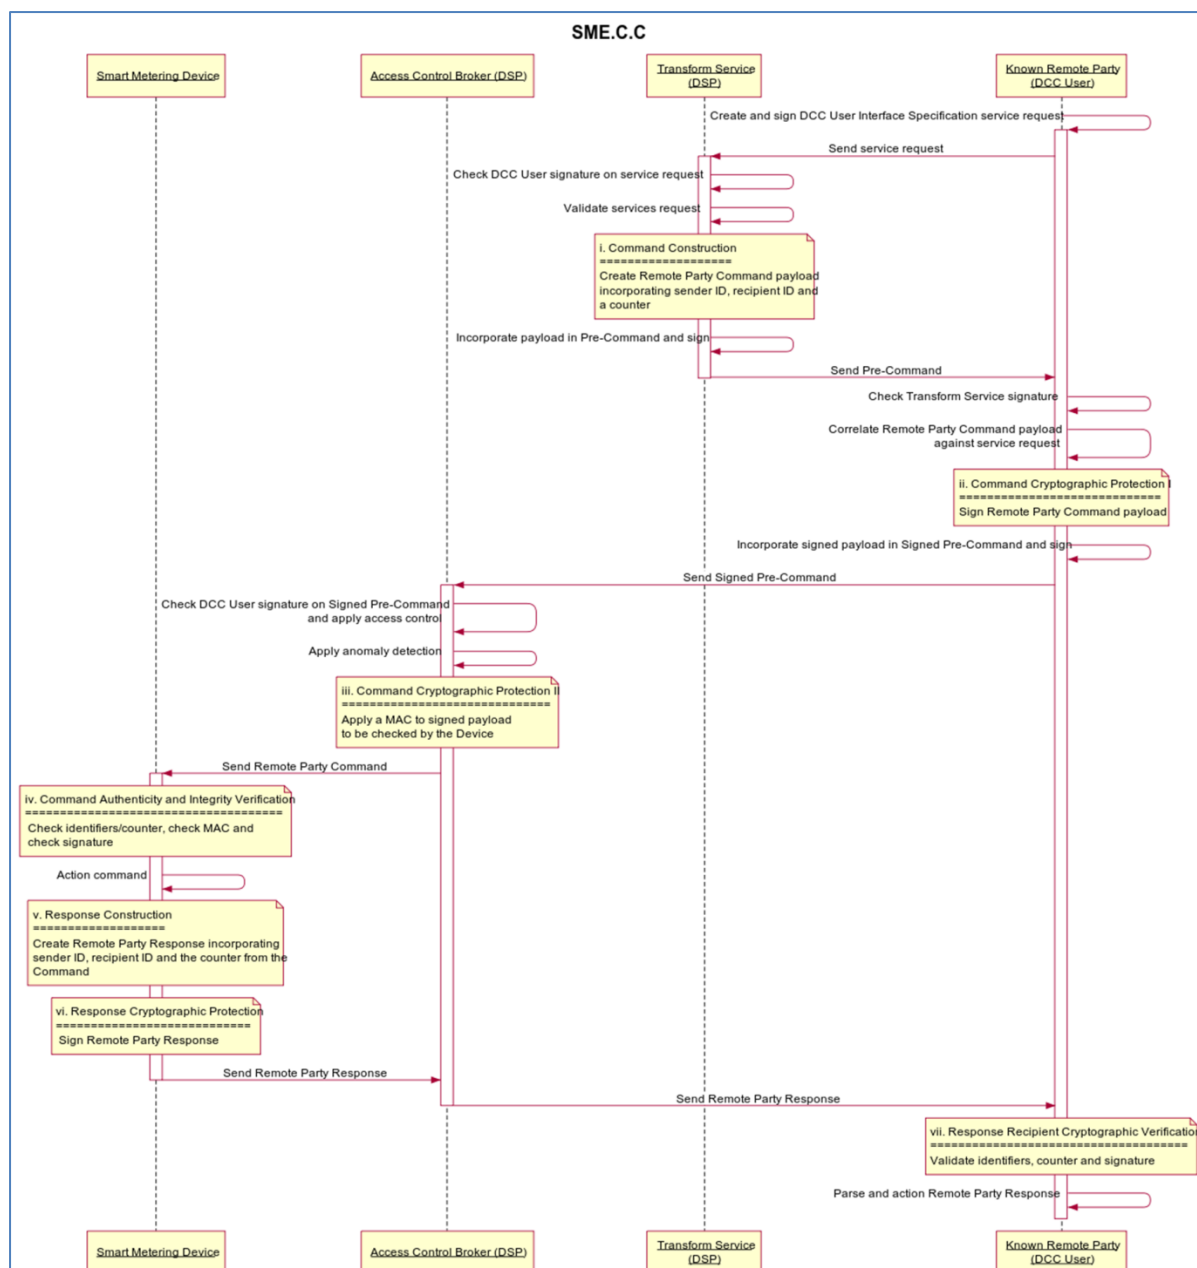 SME.C.C
Smart Metering Device
Access Control Broker (DSP)
Transform Service
(DSP)
Known Remote Party
(DCC User)
Create and sign DCC User Interface Specification service request
Send service request
Check DCC User signature on service request
Validate services request
i. Command Construction
===================
Create Remote Party Command payload
incorporating sender ID, recipient ID and
a counter
Incorporate payload in Pre-Command and sign
Send Pre-Command
Check Transform Service signature
Correlate Remote Party Command payload
against service request
ii. Command Cryptographic Protection I
=============================
Sign Remote Party Command payload
Incorporate signed payload in Signed Pre-Command and sign
Send Signed Pre-Command
Check DCC User signature on Signed Pre-Command
and apply access control
Apply anomaly detection
iii. Command Cryptographic Protection II
==============================
Apply a MAC to signed payload
to be checked by the Device
Send Remote Party Command
iv. Command Authenticity and Integrity Verification
=====================================
Check identifiers/counter, check MAC and
check signature
Action command
v. Response Construction
===================
Create Remote Party Response incorporating
sender ID, recipient ID and the counter from the
Command
vi. Response Cryptographic Protection
============================
Sign Remote Party Response
Send Remote Party Response
Send Remote Party Response
vii. Response Recipient Cryptographic Verification
=====================================
Validate identifiers, counter and signature
Parse and action Remote Party Response
Smart Metering Device
Access Control Broker (DSP)
Transform Service
(DSP)
Known Remote Party
(DCC User)